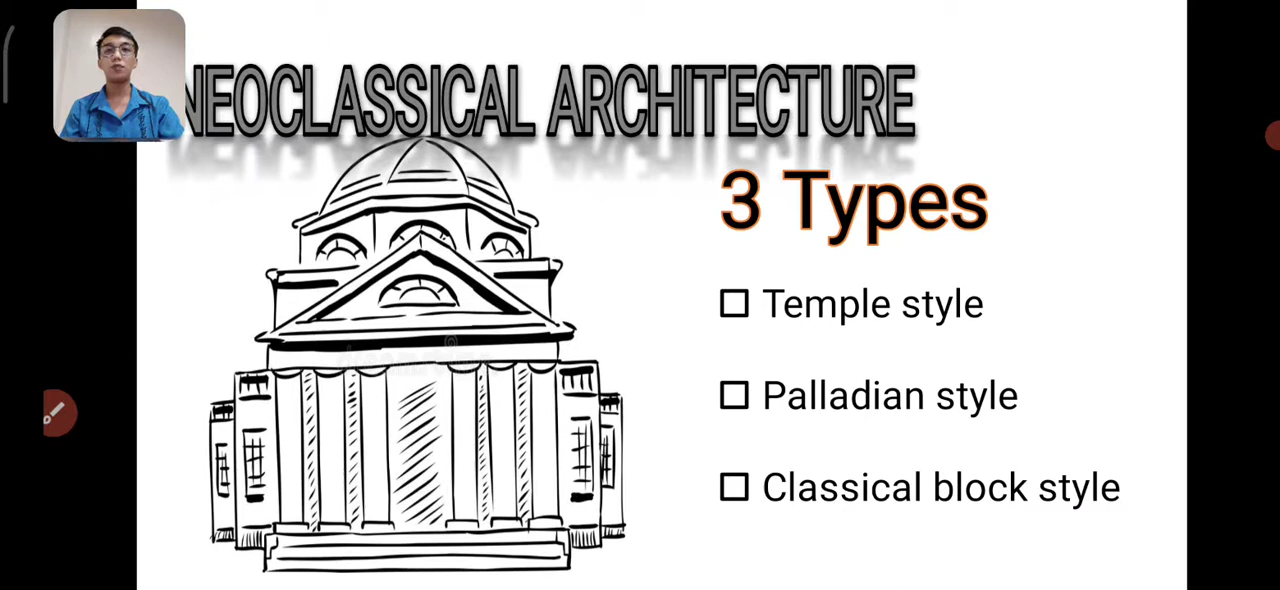 NEOCLASSICAL ARCHITECTURE
3 Types
Temple style
Palladian style
Classical block style